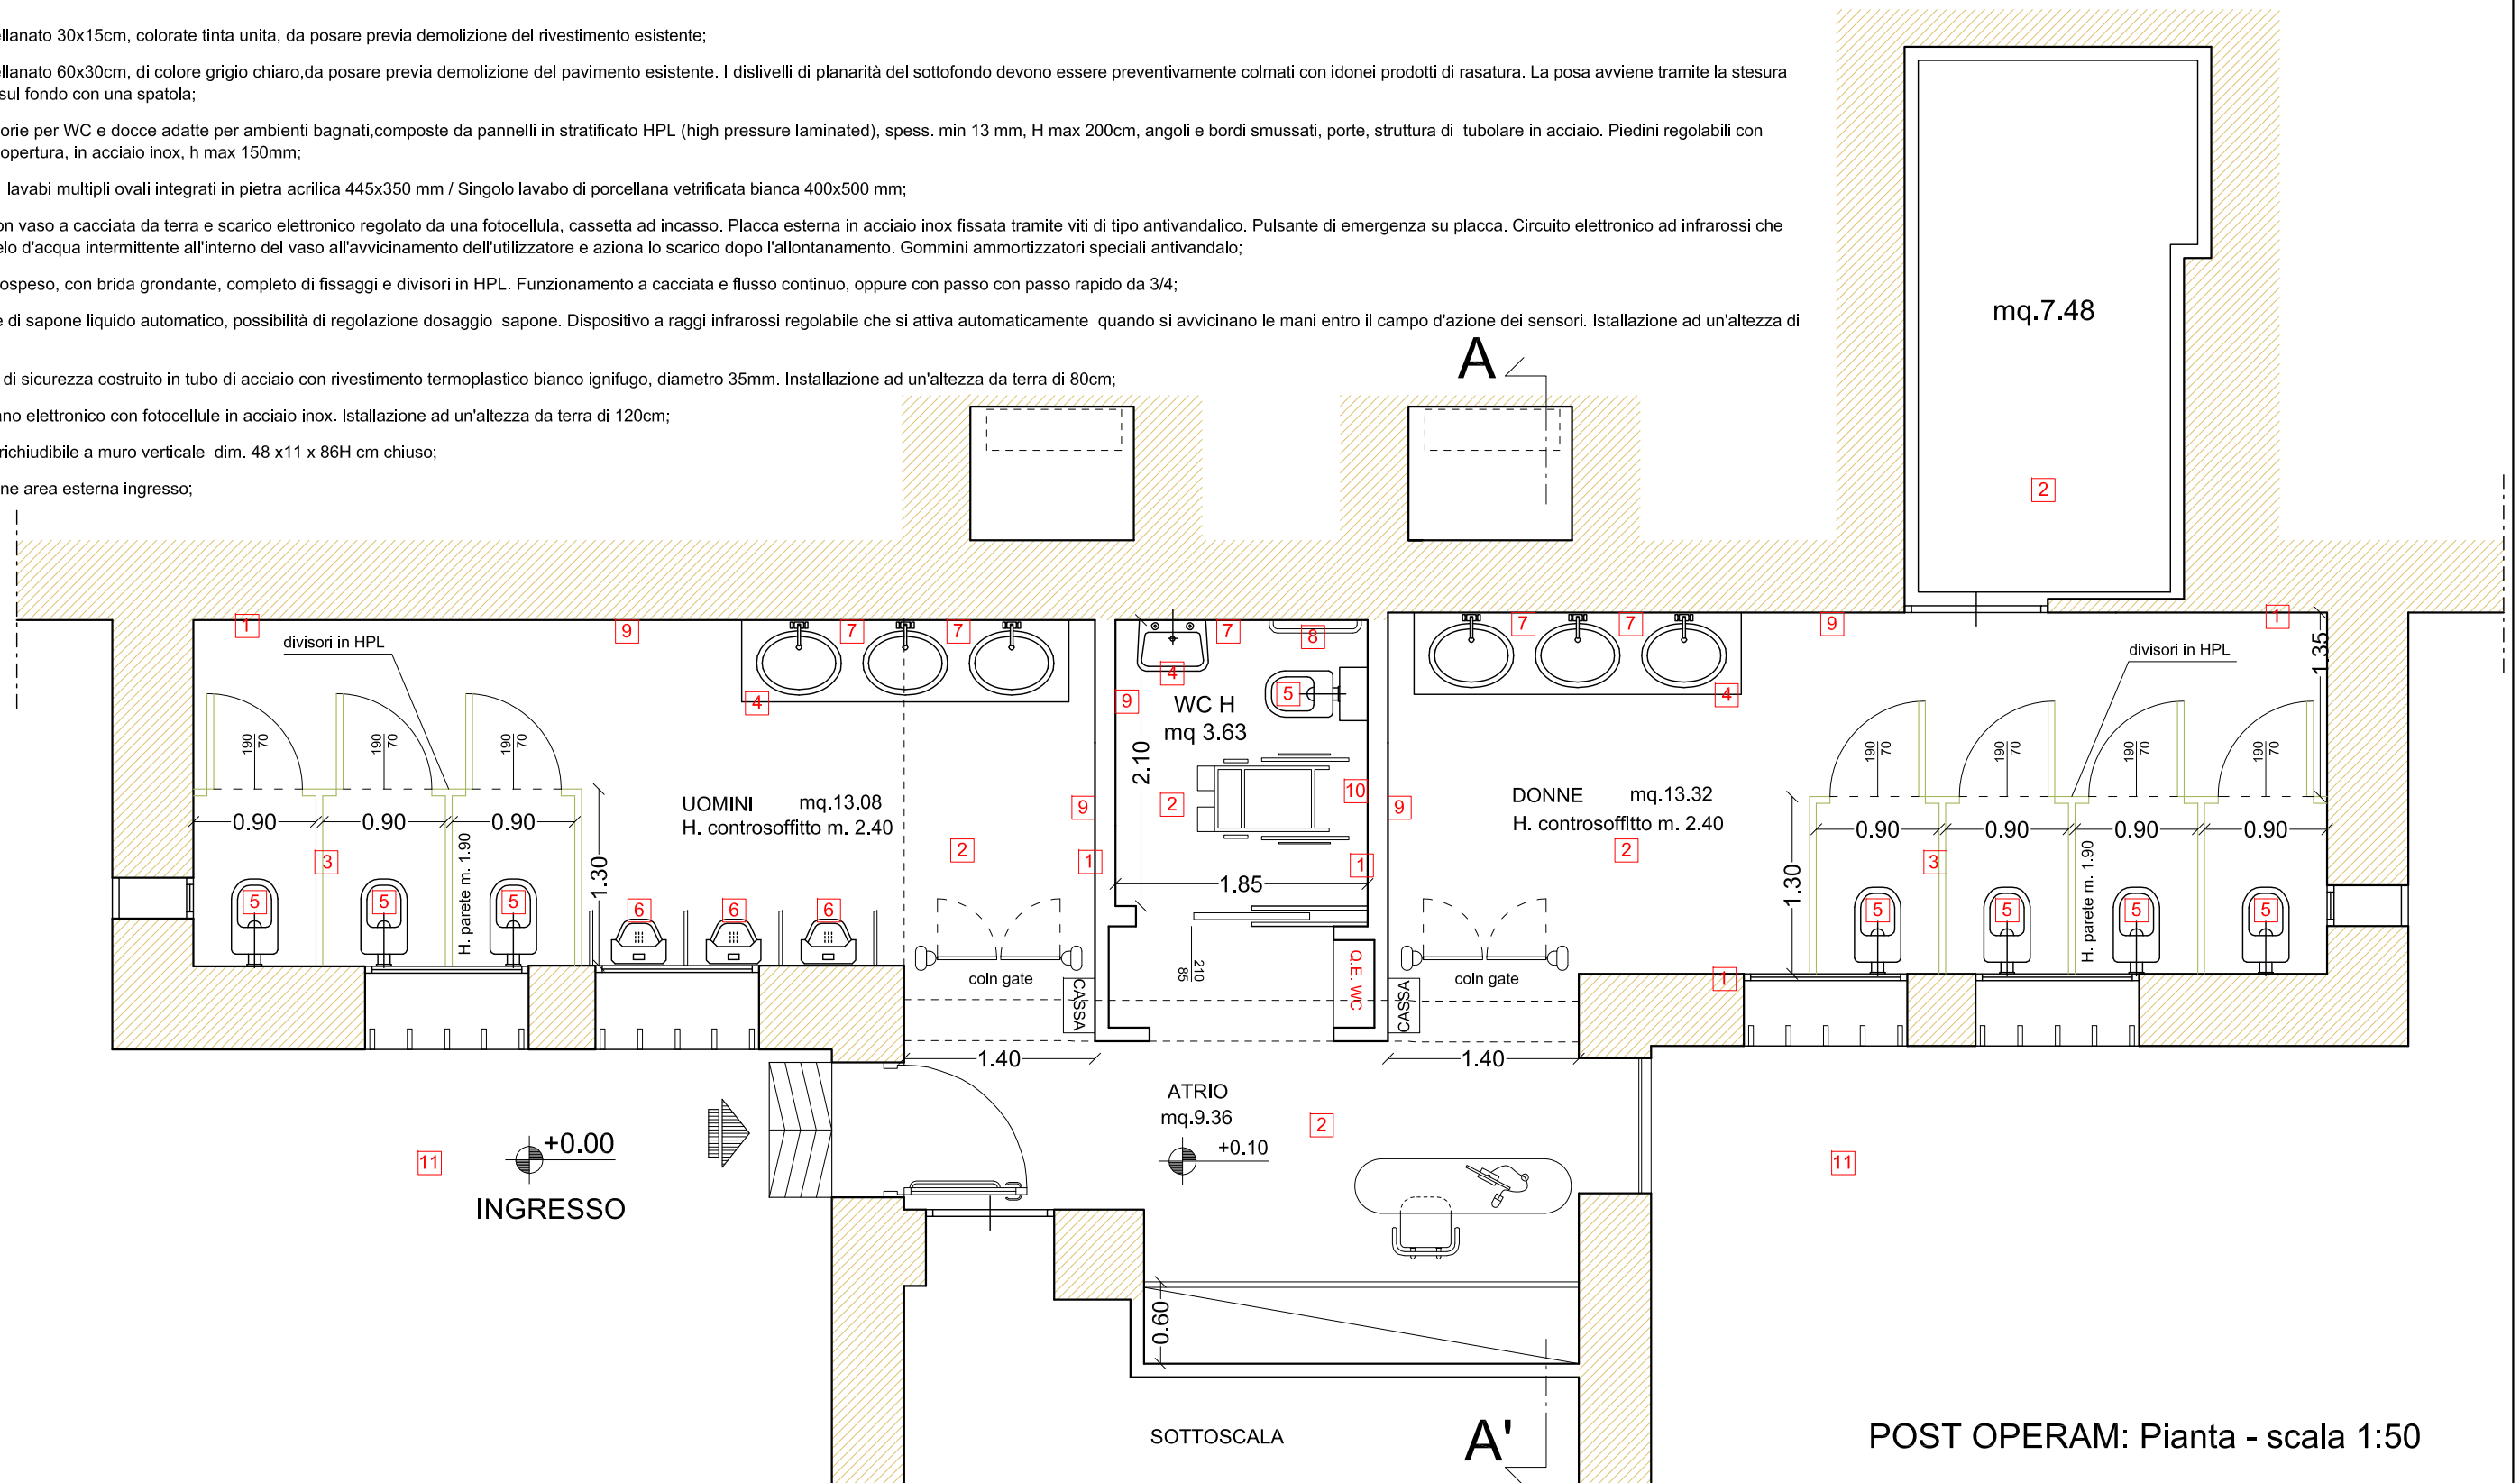 ellanato 30x15cm, colorate tinta unita, da posare previa demolizione del rivestimento esistente;
ellanato 60x30cm, di colore grigio chiaro,da posare previa demolizione del pavimento esistente. I dislivelli di planarità del sottofondo devono essere preventivamente colmati con idonei prodotti di rasatura. La posa avviene tramite la stesura
sul fondo con una spatola;
orie per WC e docce adatte per ambienti bagnati,composte da pannelli in stratificato HPL (high pressure laminated), spess. min 13 mm, H max 200cm, angoli e bordi smussati, porte, struttura di tubolare in acciaio. Piedini regolabili con
opertura, in acciaio inox, h max 150mm;
lavabi multipli ovali integrati in pietra acrilica 445x350 mm / Singolo lavabo di porcellana vetrificata bianca 400x500 mm;
on vaso a cacciata da terra e scarico elettronico regolato da una fotocellula, cassetta ad incasso. Placca esterna in acciaio inox fissata tramite viti di tipo antivandalico. Pulsante di emergenza su placca. Circuito elettronico ad infrarossi che
elo d'acqua intermittente all'interno del vaso all'avvicinamento dell'utilizzatore e aziona lo scarico dopo l'allontanamento. Gommini ammortizzatori speciali antivandalo;
ospeso, con brida grondante, completo di fissaggi e divisori in HPL. Funzionamento a cacciata e flusso continuo, oppure con passo con passo rapido da 3/4;
e di sapone liquido automatico, possibilità di regolazione dosaggio sapone. Dispositivo a raggi infrarossi regolabile che si attiva automaticamente quando si avvicinano le mani entro il campo d'azione dei sensori. Istallazione ad un'altezza di
di sicurezza costruito in tubo di acciaio con rivestimento termoplastico bianco ignifugo, diametro 35mm. Installazione ad un'altezza da terra di 80cm;
ano elettronico con fotocellule in acciaio inox. Istallazione ad un'altezza da terra di 120cm;
richiudibile a muro verticale dim. 48 x11 x 86H cm chiuso;
ne area esterna ingresso;
A
mq.7.48
2
1
divisori in HPL
9
7
7
4
190
70
190
70
190
70
0.90
0.90
0.90
3
H. parete m. 1.90
1.30
5
5
5
6
6
6
UOMINI mq.13.08
H. controsoffitto m. 2.40
2
9
1
coin gate
CASSA
1.40
7
8
4
9
5
WC H
mq 3.63
2.10
2
10
1
1.85
210
85
Q.E. WC
7
7
9
4
9
DONNE mq.13.32
H. controsoffitto m. 2.40
2
coin gate
CASSA
1.40
1
1
1.35
divisori in HPL
190
70
190
70
190
70
190
70
0.90
0.90
0.90
0.90
3
H. parete m. 1.90
1.30
5
5
5
5
ATRIO
mq.9.36
+0.10
2
11
+0.00
INGRESSO
11
0.60
SOTTOSCALA
A'
POST OPERAM: Pianta - scala 1:50